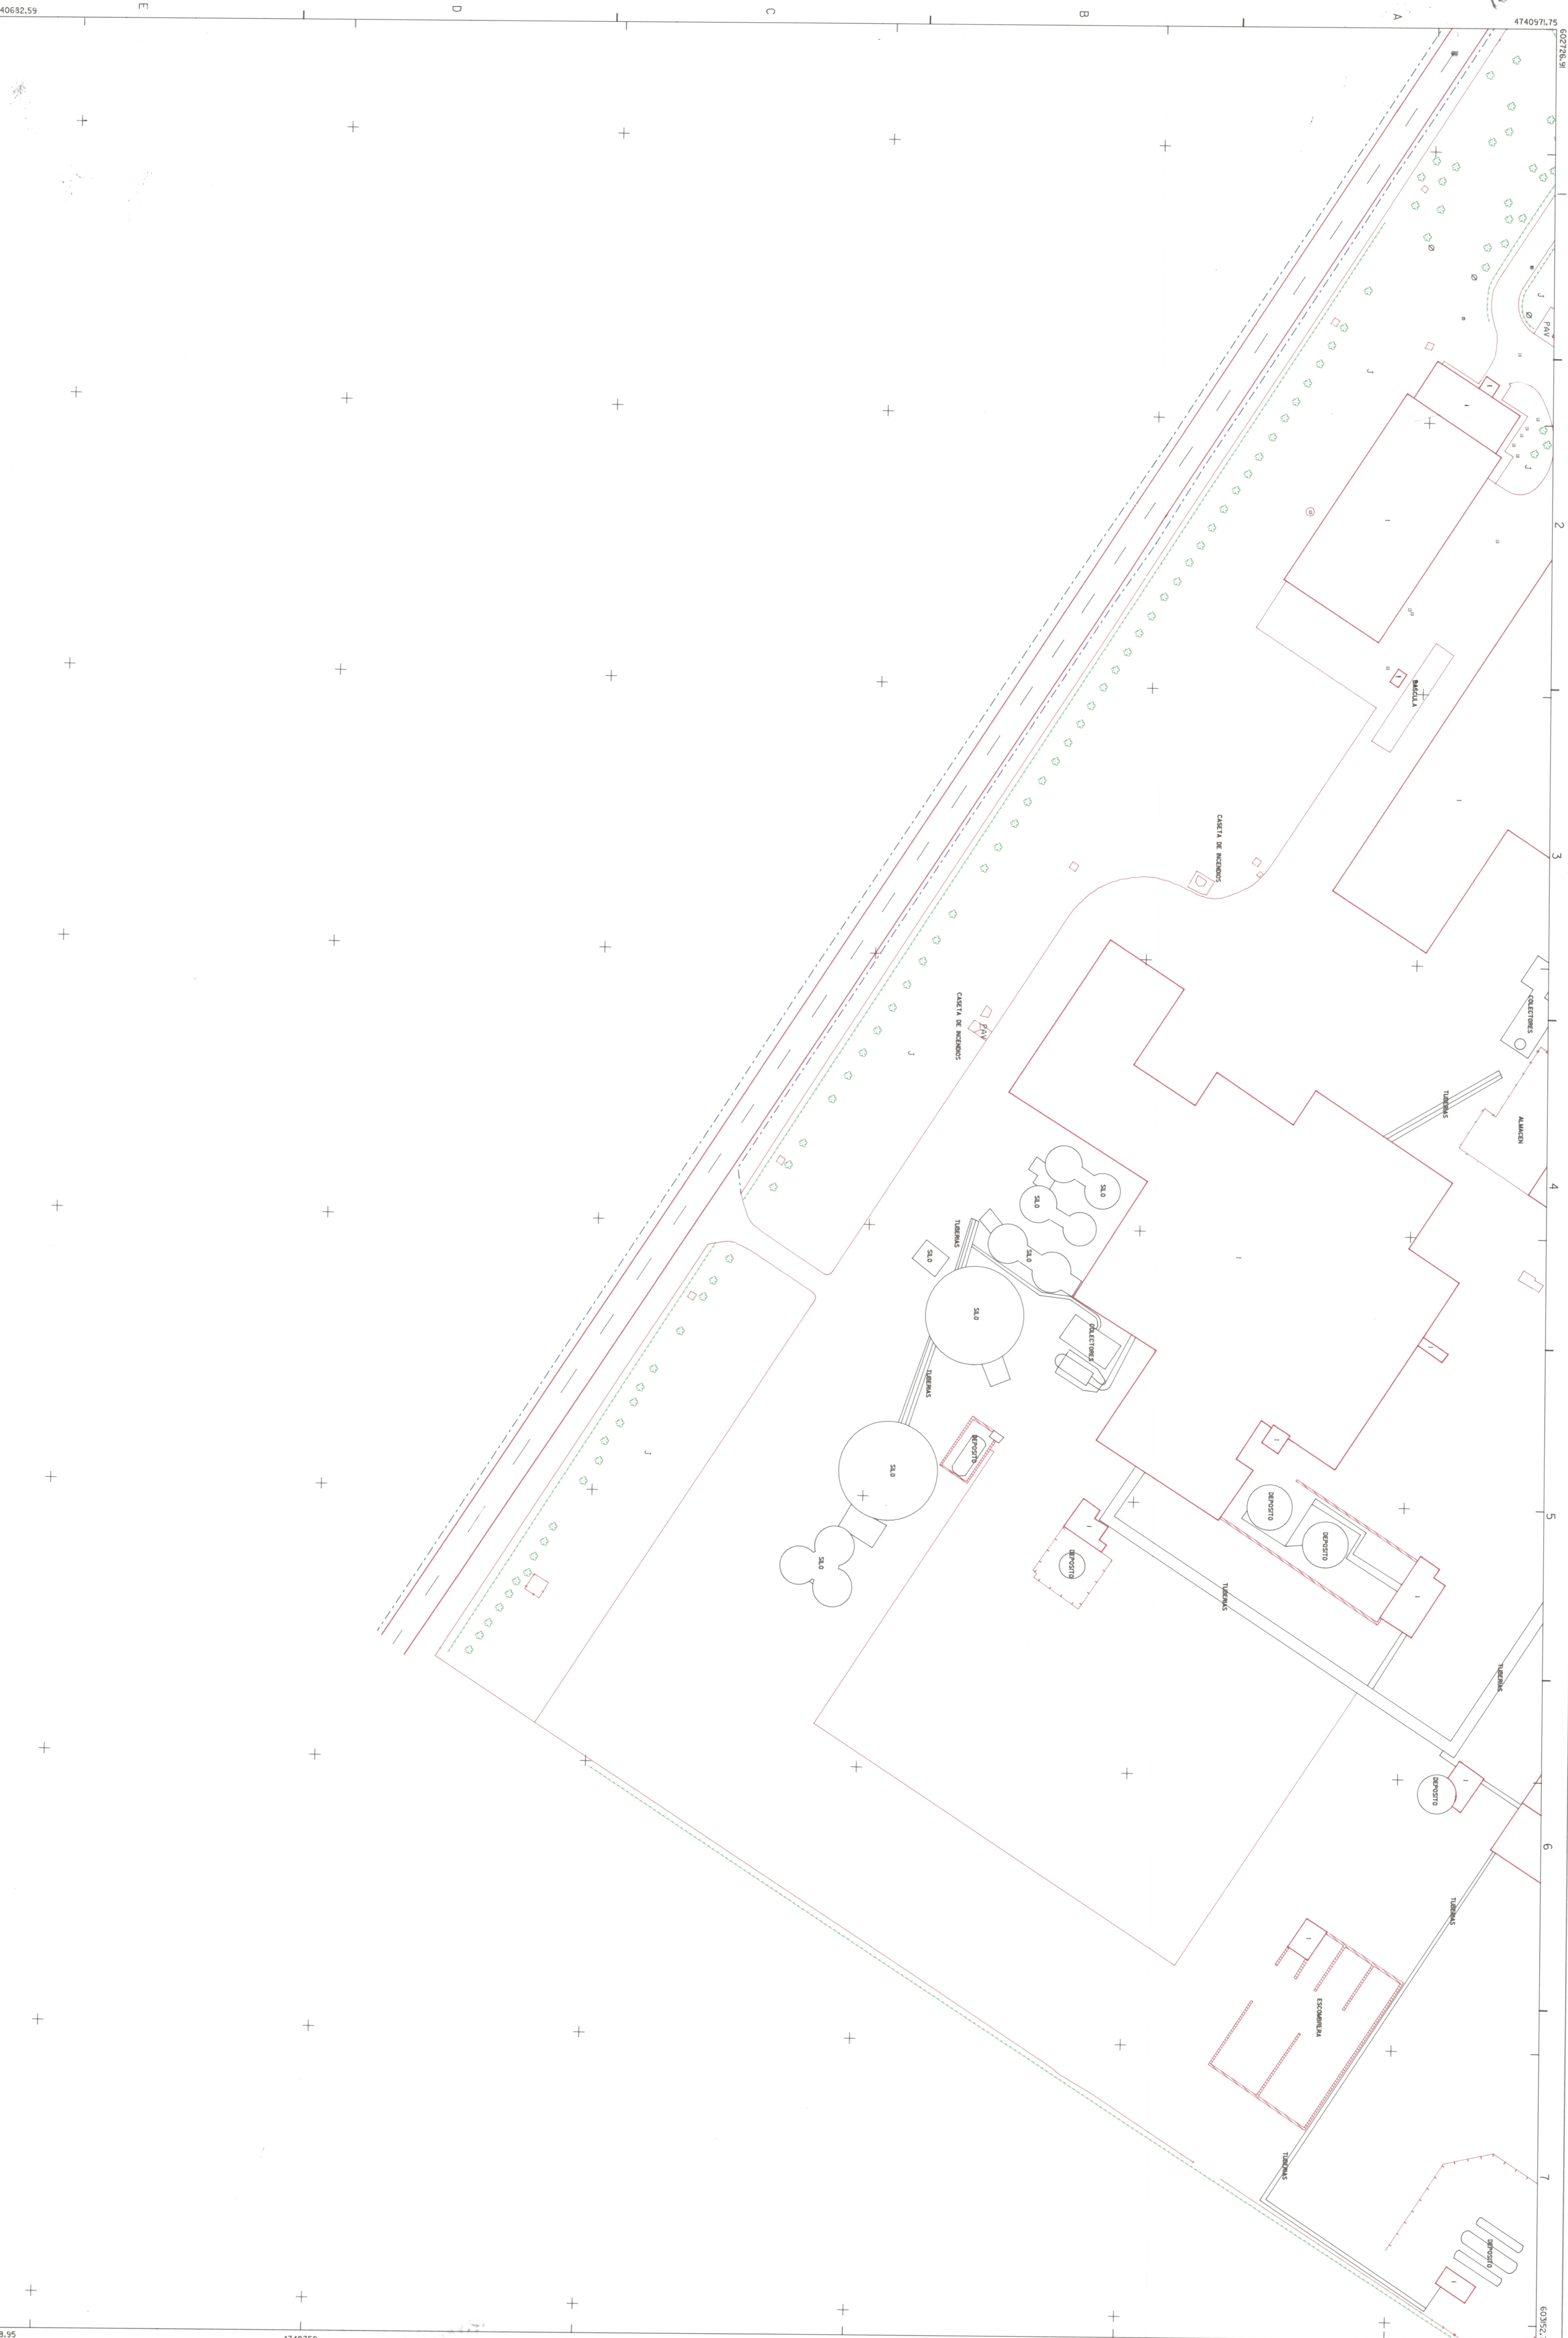 40682.59
E
D
C
B
A
474097.75
602726.91
J
PAV
J
J
2
BASCULA
3
CASETA DE INCENDIOS
CASETA DE INCENDIOS
PAV
J
COLECTORES
TUBERIAS
ALMACEN
4
SILO
SILO
SILO
TUBERIAS
SILO
SILO
COLECTORES
TUBERIAS
DEPOSITO
SILO
J
DEPOSITO
DEPOSITO
5
SILO
DEPOSITO
TUBERIAS
TUBERIAS
DEPOSITO
6
TUBERIAS
ESCOMBRERA
TUBERIAS
7
DEPOSITO